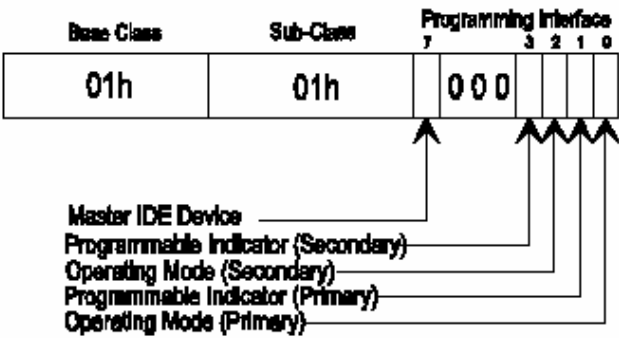 Base Class Sub-Class Programming Interface
7 3 2 1 0
01h 01h 0 0 0
Master IDE Device
Programmable Indicator (Secondary)
Operating Mode (Secondary)
Programmable Indicator (Primary)
Operating Mode (Primary)